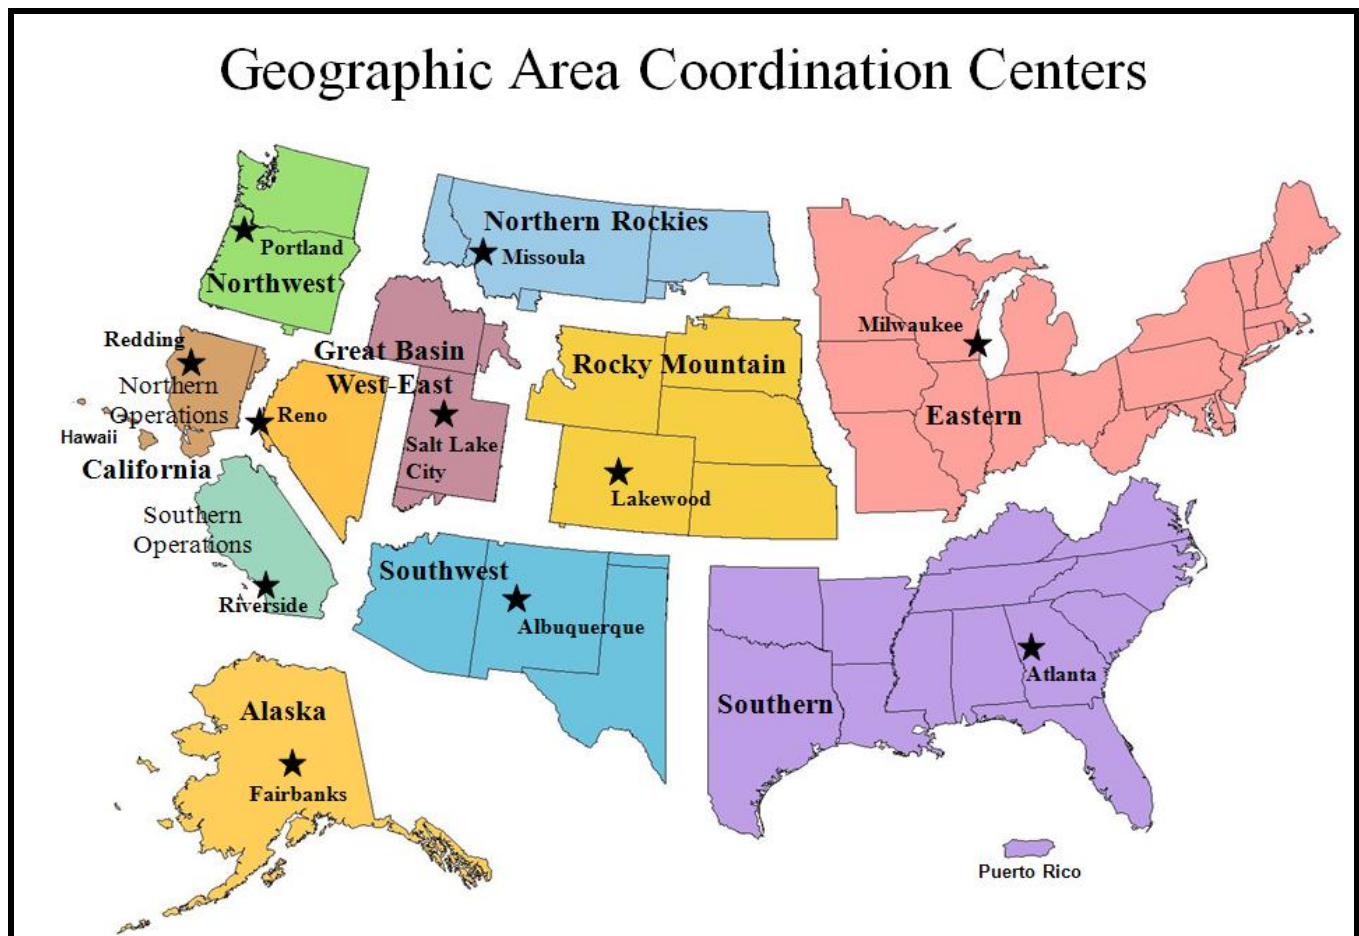 Geographic Area Coordination Centers
Portland
Northwest
Northern Rockies
Missoula
Redding
Northern
Operations
Hawaii
California
Reno
Great Basin
West-East
Salt Lake
City
Rocky Mountain
Lakewood
Milwaukee
Eastern
Southern
Operations
Riverside
Southwest
Albuquerque
Southern
Atlanta
Alaska
Fairbanks
Puerto Rico